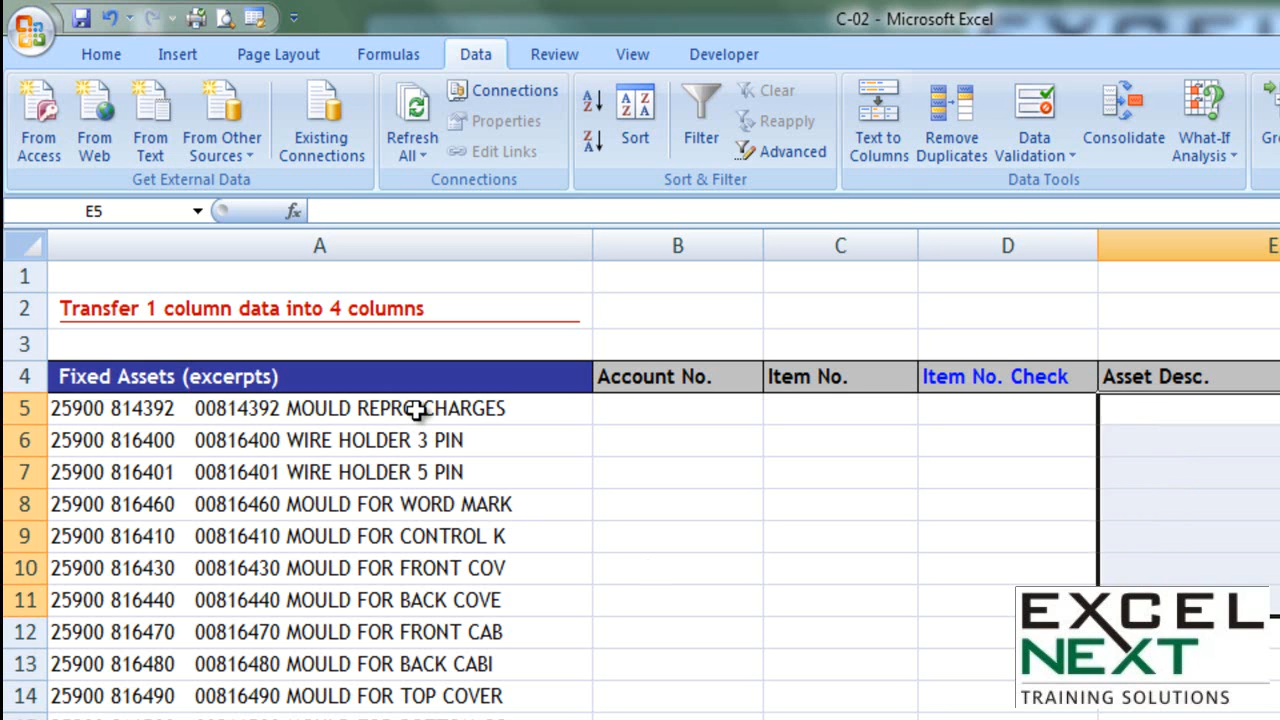 C-02 - Microsoft Excel
Home Insert Page Layout Formulas Data Review View Developer
From Access
From Web
From Text
From Other Sources
Existing Connections
Get External Data
Refresh All
Connections
Properties
Edit Links
Connections
Sort
Filter
Clear
Reapply
Advanced
Sort & Filter
Text to Columns
Remove Duplicates
Data Validation
Consolidate
What-If Analysis
Data Tools
E5 fx
A B C D E
1
2 Transfer 1 column data into 4 columns
3
4 Fixed Assets (excerpts) Account No. Item No. Item No. Check Asset Desc.
5 25900 814392 00814392 MOULD REPRO CHARGES
6 25900 816400 00816400 WIRE HOLDER 3 PIN
7 25900 816401 00816401 WIRE HOLDER 5 PIN
8 25900 816460 00816460 MOULD FOR WORD MARK
9 25900 816410 00816410 MOULD FOR CONTROL K
10 25900 816430 00816430 MOULD FOR FRONT COV
11 25900 816440 00816440 MOULD FOR BACK COVE
12 25900 816470 00816470 MOULD FOR FRONT CAB
13 25900 816480 00816480 MOULD FOR BACK CABI
14 25900 816490 00816490 MOULD FOR TOP COVER
EXCEL
NEXT
TRAINING SOLUTIONS